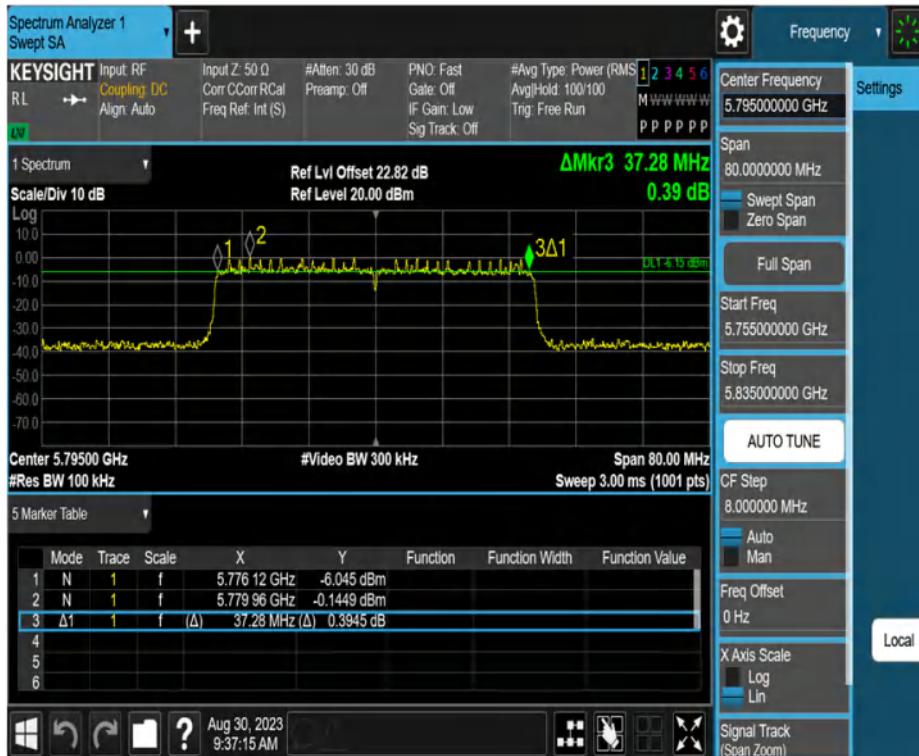 Spectrum Analyzer 1
Swept SA
+
Frequency
KEYSIGHT
RL
Input: RF
Coupling: DC
Align: Auto
Input Z: 50 Ω
Corr CCorr RCal
Freq Ref: Int (S)
#Atten: 30 dB
Preamp: Off
PNO: Fast
Gate: Off
IF Gain: Low
Sig Track: Off
#Avg Type: Power (RMS
Avg|Hold: 100/100
Trig: Free Run
1 2 3 4 5 6
M W W W W W
P P P P P P
1 Spectrum
Scale/Div 10 dB
Ref Lvl Offset 22.82 dB
Ref Level 20.00 dBm
ΔMkr3 37.28 MHz
0.39 dB
Log
10.0
0.00
-10.0
-20.0
-30.0
-40.0
-50.0
-60.0
-70.0
1
2
3Δ1
DL1 -6.15 dBm
Center 5.79500 GHz
#Res BW 100 kHz
#Video BW 300 kHz
Span 80.00 MHz
Sweep 3.00 ms (1001 pts)
5 Marker Table
Mode Trace Scale X Y Function Function Width Function Value
1 N 1 f 5.776 12 GHz -6.045 dBm
2 N 1 f 5.779 96 GHz -0.1449 dBm
3 Δ1 1 f (Δ) 37.28 MHz (Δ) 0.3945 dB
4
5
6
?
Aug 30, 2023
9:37:15 AM
Center Frequency
5.795000000 GHz
Span
80.0000000 MHz
Swept Span
Zero Span
Full Span
Start Freq
5.755000000 GHz
Stop Freq
5.835000000 GHz
AUTO TUNE
CF Step
8.000000 MHz
Auto
Man
Freq Offset
0 Hz
X Axis Scale
Log
Lin
Signal Track
(Span Zoom)
Settings
Local